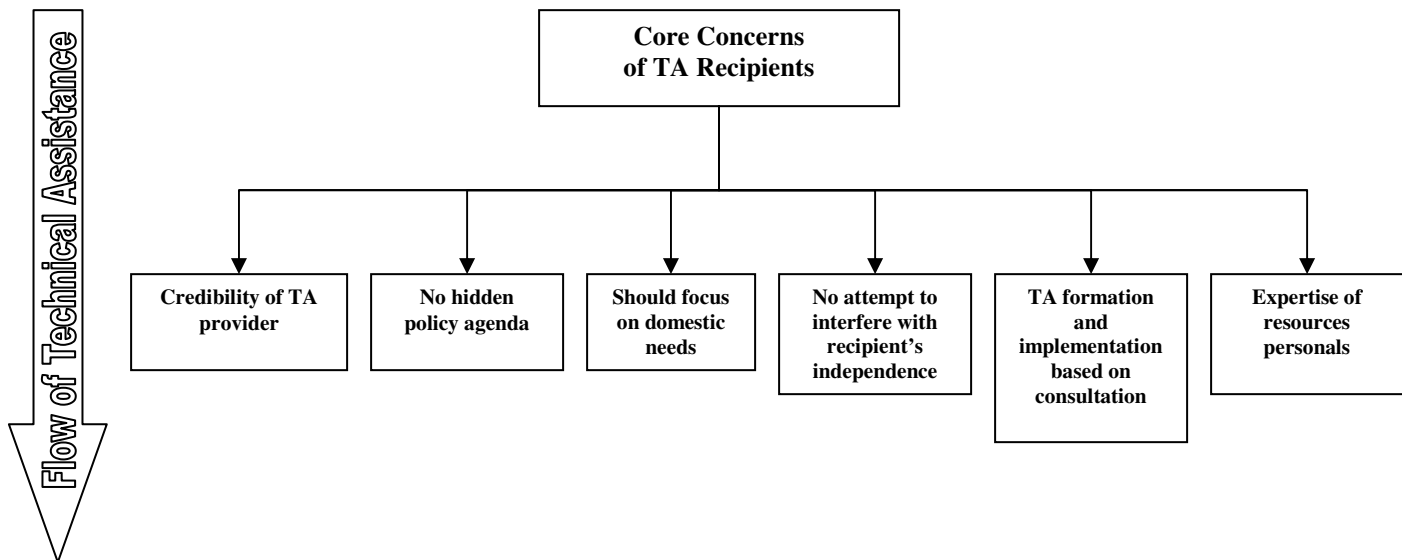 Flow of Technical Assistance
Core Concerns
of TA Recipients
Credibility of TA
provider
No hidden
policy agenda
Should focus
on domestic
needs
No attempt to
interfere with
recipient's
independence
TA formation
and
implementation
based on
consultation
Expertise of
resources
personals